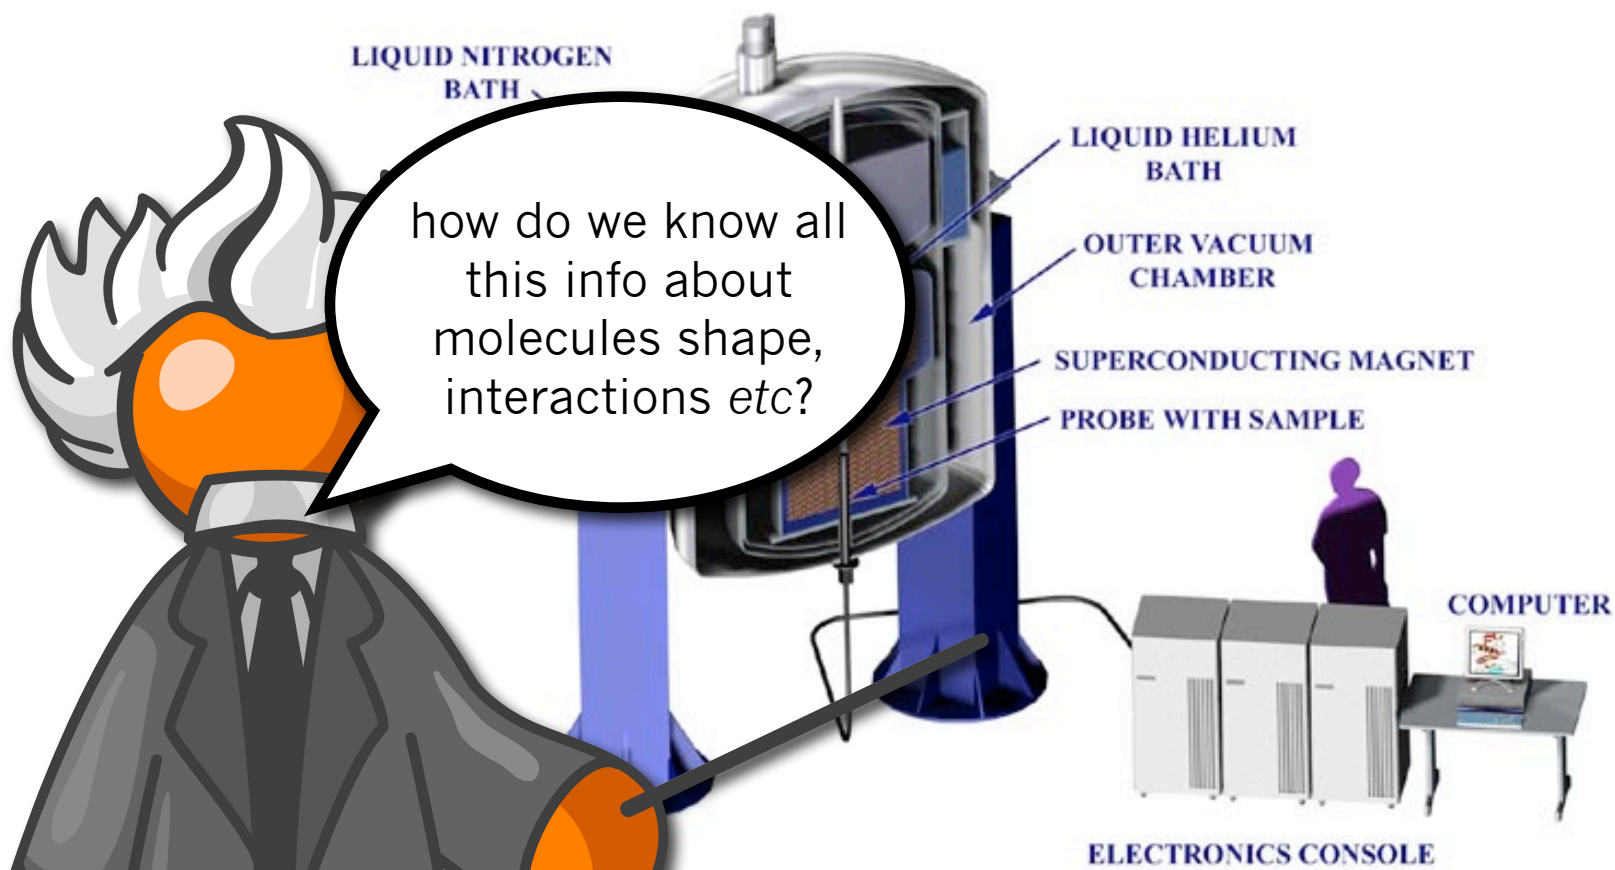 LIQUID NITROGEN
BATH
how do we know all
this info about
molecules shape,
interactions etc?
LIQUID HELIUM
BATH
OUTER VACUUM
CHAMBER
SUPERCONDUCTING MAGNET
PROBE WITH SAMPLE
COMPUTER
ELECTRONICS CONSOLE